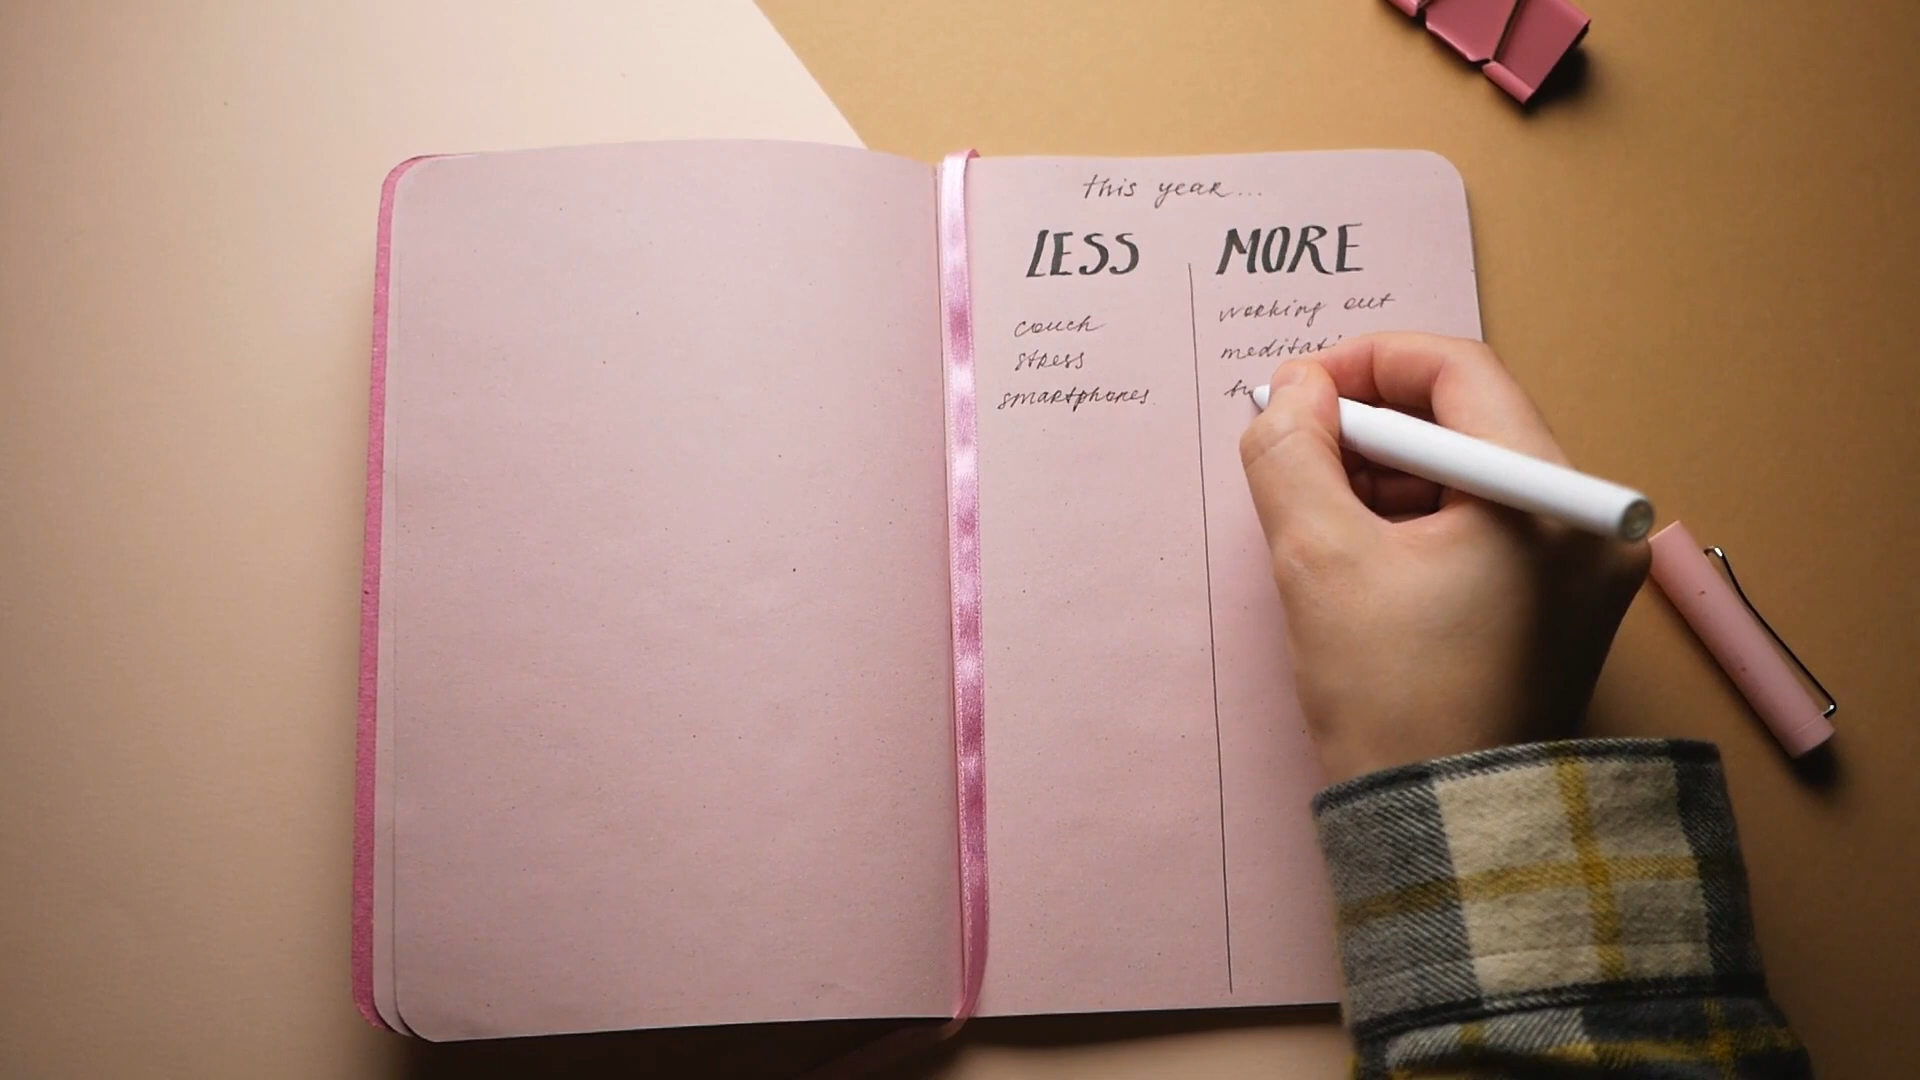 this year...
LESS
MORE
couch
stress
smartphones
working out